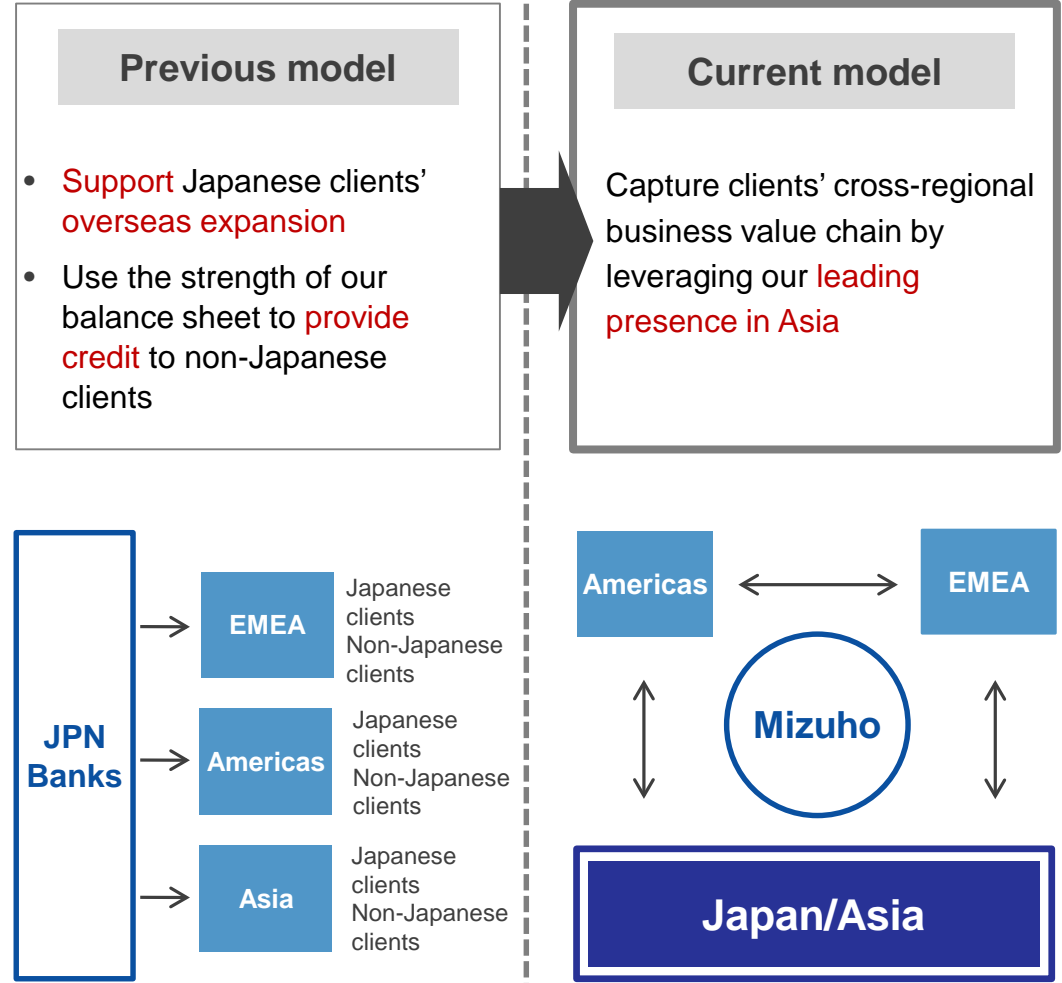 Previous model
• Support Japanese clients’
overseas expansion
• Use the strength of our
balance sheet to provide
credit to non-Japanese
clients
Current model
Capture clients’ cross-regional
business value chain by
leveraging our leading
presence in Asia
JPN
Banks
EMEA
Japanese
clients
Non-Japanese
clients
Americas
Japanese
clients
Non-Japanese
clients
Asia
Japanese
clients
Non-Japanese
clients
Americas
EMEA
Mizuho
Japan/Asia